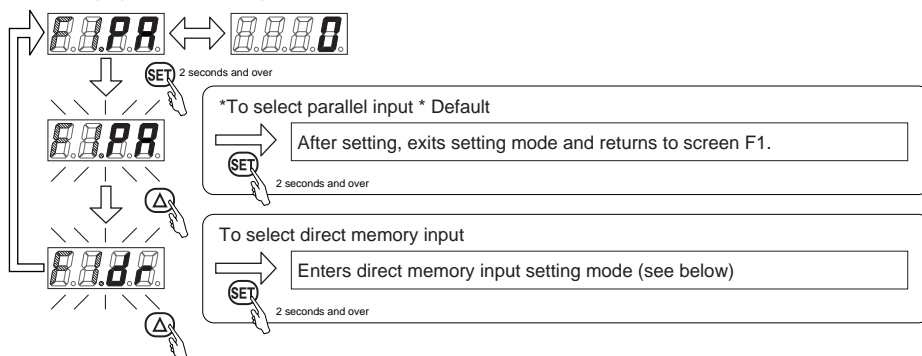 F1.PA
0
SET
2 seconds and over
*To select parallel input * Default
F1.PA
After setting, exits setting mode and returns to screen F1.
SET
2 seconds and over
To select direct memory input
F1.dr
Enters direct memory input setting mode (see below)
SET
2 seconds and over